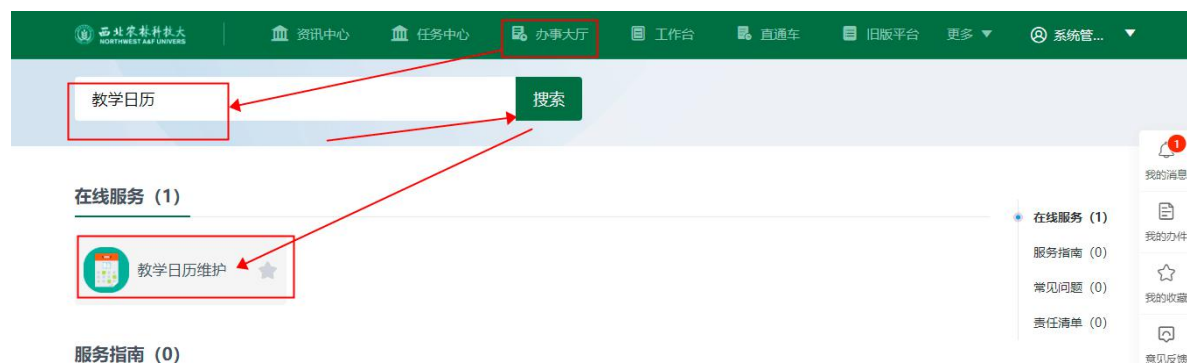 西北农林科技大
NORTHWEST A&F UNIVERS
资讯中心
任务中心
办事大厅
工作台
直通车
旧版平台
更多
系统管...
教学日历
搜索
1
我的消息
在线服务（1）
在线服务（1）
我的办件
教学日历维护
服务指南（0）
常见问题（0）
我的收藏
责任清单（0）
服务指南（0）
意见反馈